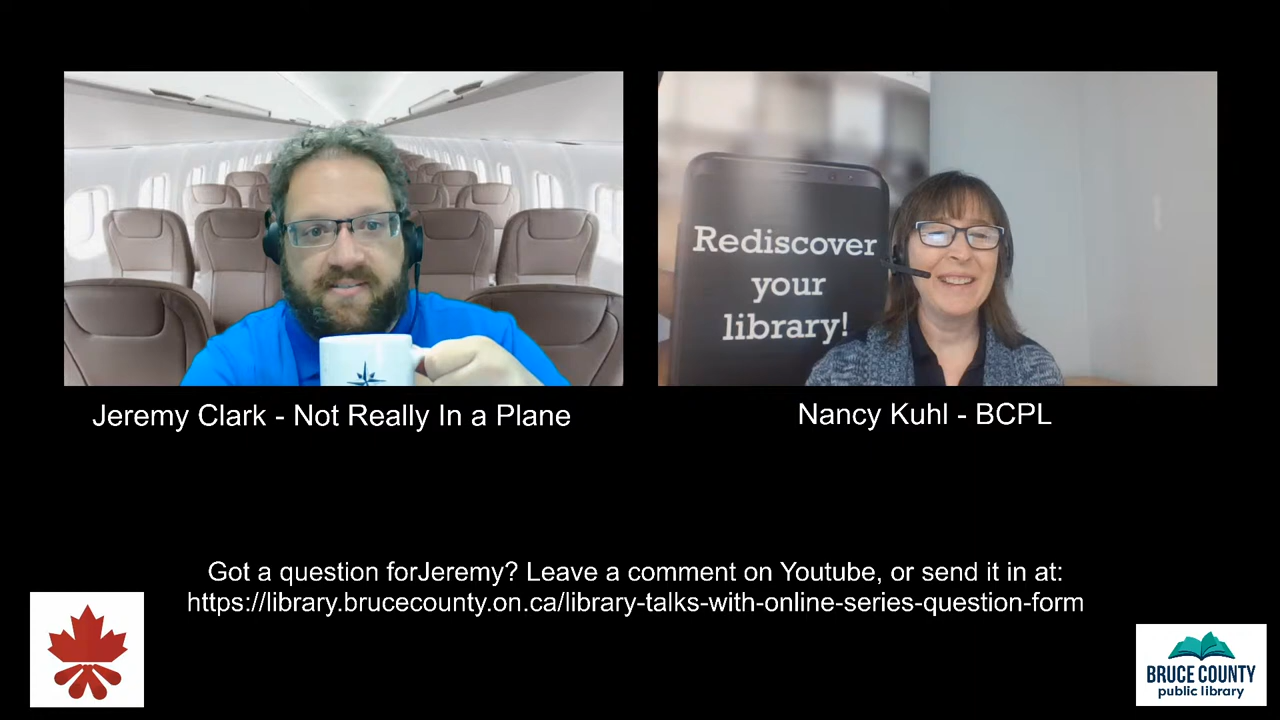 Rediscover
your
library!
Jeremy Clark - Not Really In a Plane
Nancy Kuhl - BCPL
Got a question forJeremy? Leave a comment on Youtube, or send it in at:
https://library.brucecounty.on.ca/library-talks-with-online-series-question-form
BRUCE COUNTY
public library